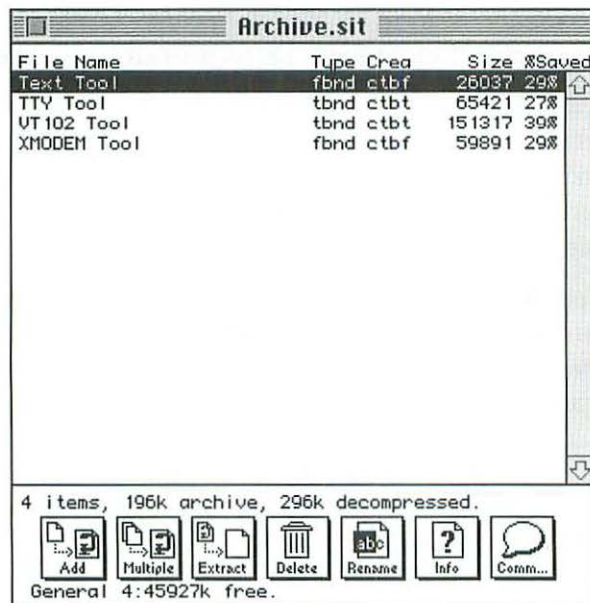 Archive.sit
File Name Type Crea Size %Saved
Text Tool fbnd ctbf 26037 29%
TTY Tool tbnd ctbt 65421 27%
VT102 Tool tbnd ctbt 151317 39%
XMODEM Tool fbnd ctbf 59891 29%
4 items, 196k archive, 296k decompressed.
Add Multiple Extract Delete abc Rename ? Info Comm...
General 4:45927k free.